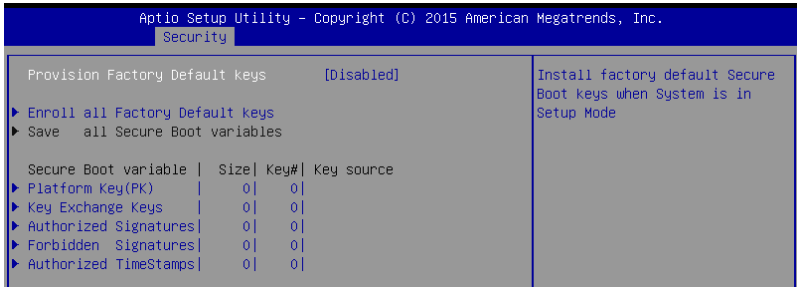 Aptio Setup Utility – Copyright (C) 2015 American Megatrends, Inc.
Security
Provision Factory Default keys [Disabled]
Enroll all Factory Default keys
Save all Secure Boot variables
Secure Boot variable | Size| Key#| Key source
Platform Key(PK) | 0| 0|
Key Exchange Keys | 0| 0|
Authorized Signatures| 0| 0|
Forbidden Signatures| 0| 0|
Authorized TimeStamps| 0| 0|
Install factory default Secure
Boot keys when System is in
Setup Mode